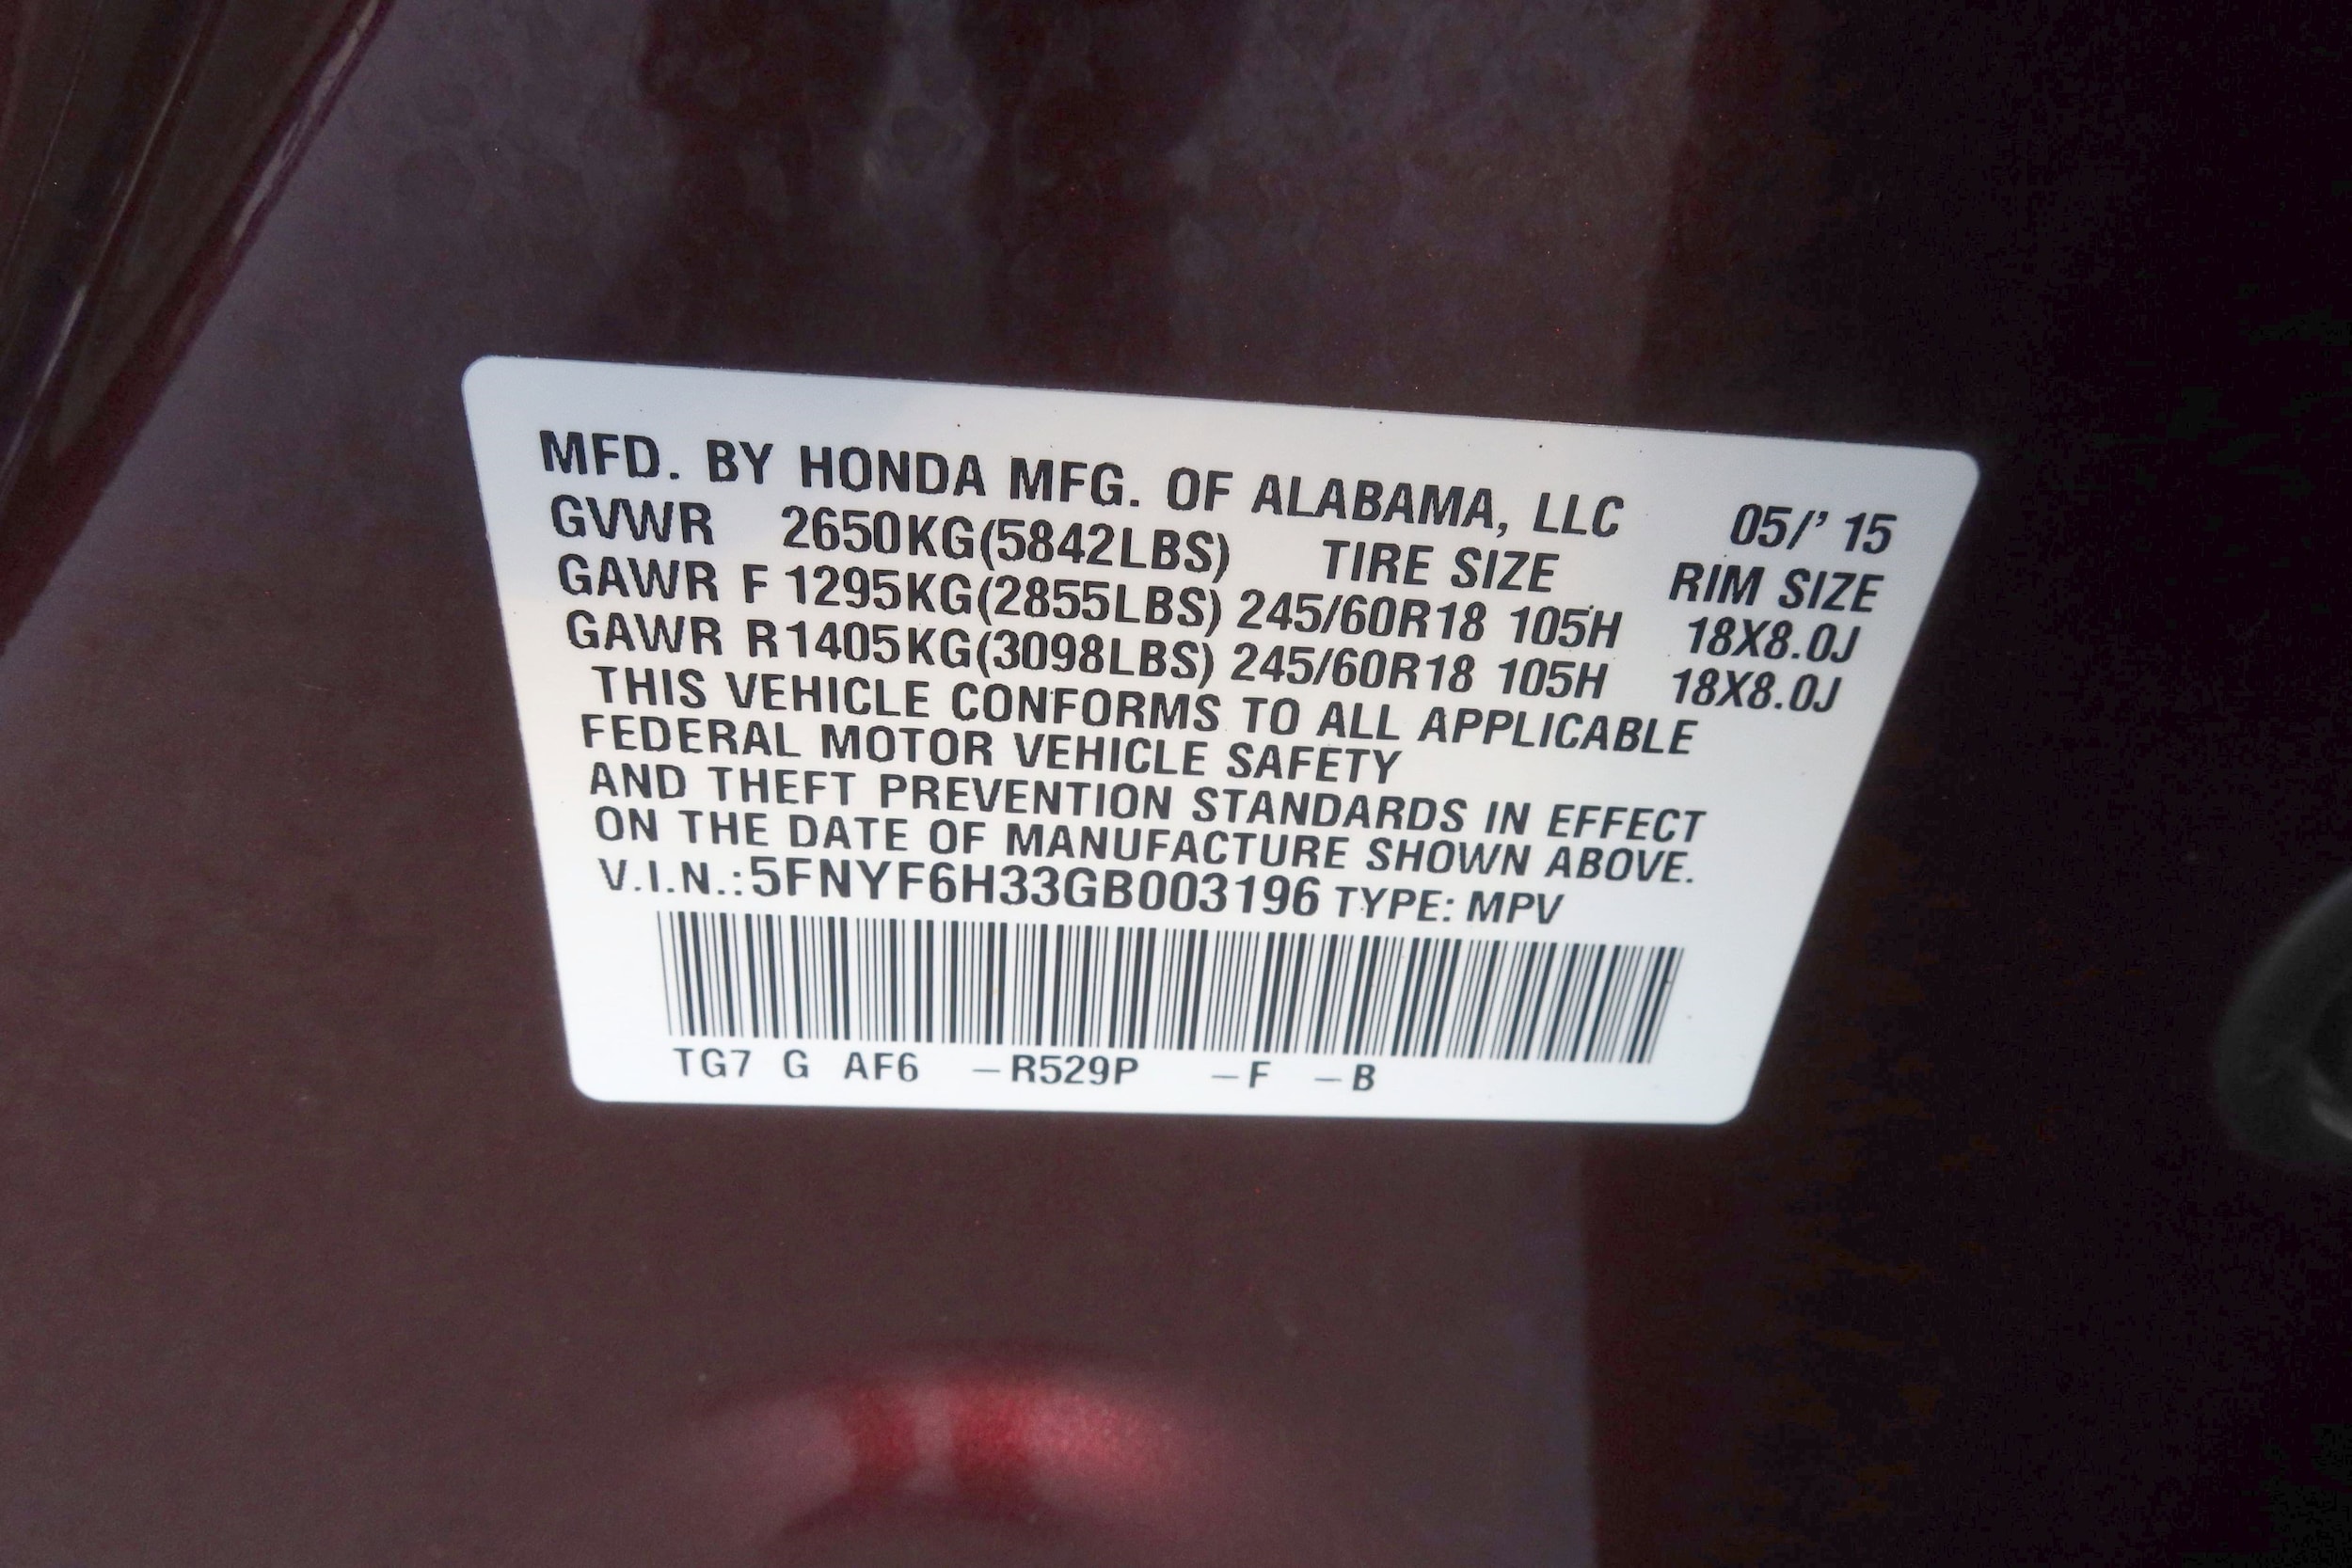 MFD. BY HONDA MFG. OF ALABAMA, LLC 05/' 15
GVWR 2650KG(5842LBS) TIRE SIZE RIM SIZE
GAWR F 1295KG(2855LBS) 245/60R18 105H 18X8.0J
GAWR R 1405KG(3098LBS) 245/60R18 105H 18X8.0J
THIS VEHICLE CONFORMS TO ALL APPLICABLE
FEDERAL MOTOR VEHICLE SAFETY
AND THEFT PREVENTION STANDARDS IN EFFECT
ON THE DATE OF MANUFACTURE SHOWN ABOVE.
V.I.N.: 5FNYF6H33GB003196 TYPE: MPV
TG7 G AF6 –R529P –F –B